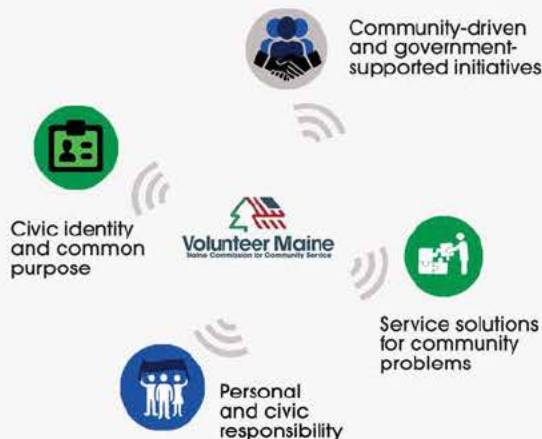 Community-driven
and government-
supported initiatives
Civic identity
and common
purpose
Volunteer Maine
Maine Commission for Community Service
Service solutions
for community
problems
Personal
and civic
responsibility